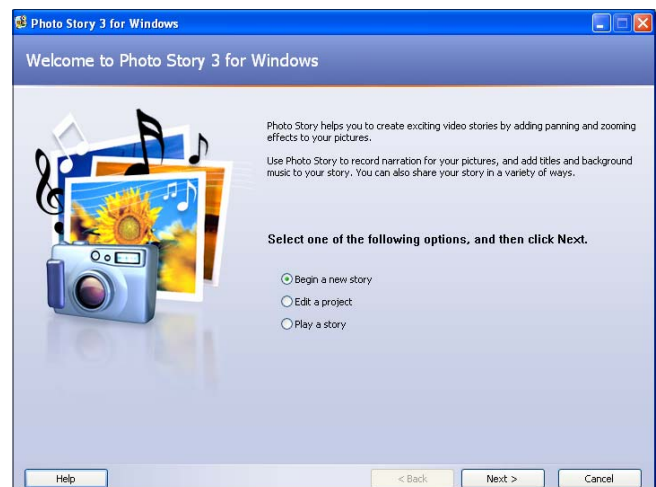 Photo Story 3 for Windows
Welcome to Photo Story 3 for Windows
Photo Story helps you to create exciting video stories by adding panning and zooming
effects to your pictures.
Use Photo Story to record narration for your pictures, and add titles and background
music to your story. You can also share your story in a variety of ways.
Select one of the following options, and then click Next.
Begin a new story
Edit a project
Play a story
Help
< Back
Next >
Cancel